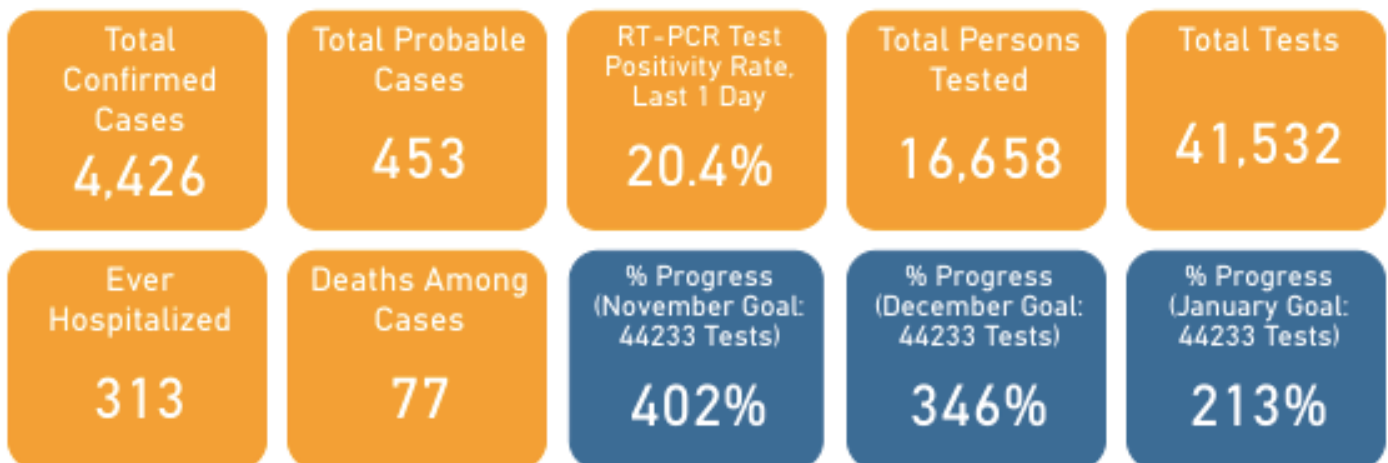 Total
Confirmed
Cases
4,426
Total Probable
Cases
453
RT-PCR Test
Positivity Rate,
Last 1 Day
20.4%
Total Persons
Tested
16,658
Total Tests
41,532
Ever
Hospitalized
313
Deaths Among
Cases
77
% Progress
(November Goal:
44233 Tests)
402%
% Progress
(December Goal:
44233 Tests)
346%
% Progress
(January Goal:
44233 Tests)
213%